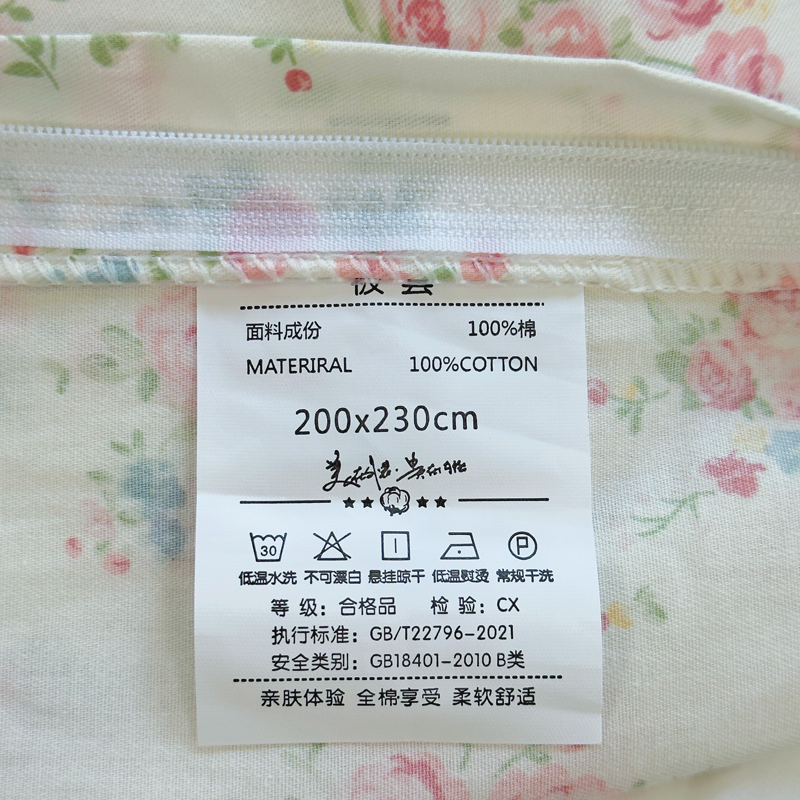 面料成份 100%棉
MATERIRAL 100%COTTON
200x230cm
30 P
低温水洗 不可漂白 悬挂晾干 低温熨烫 常规干洗
等 级：合格品 检 验：CX
执行标准：GB/T22796-2021
安全类别：GB18401-2010 B类
亲肤体验 全棉享受 柔软舒适